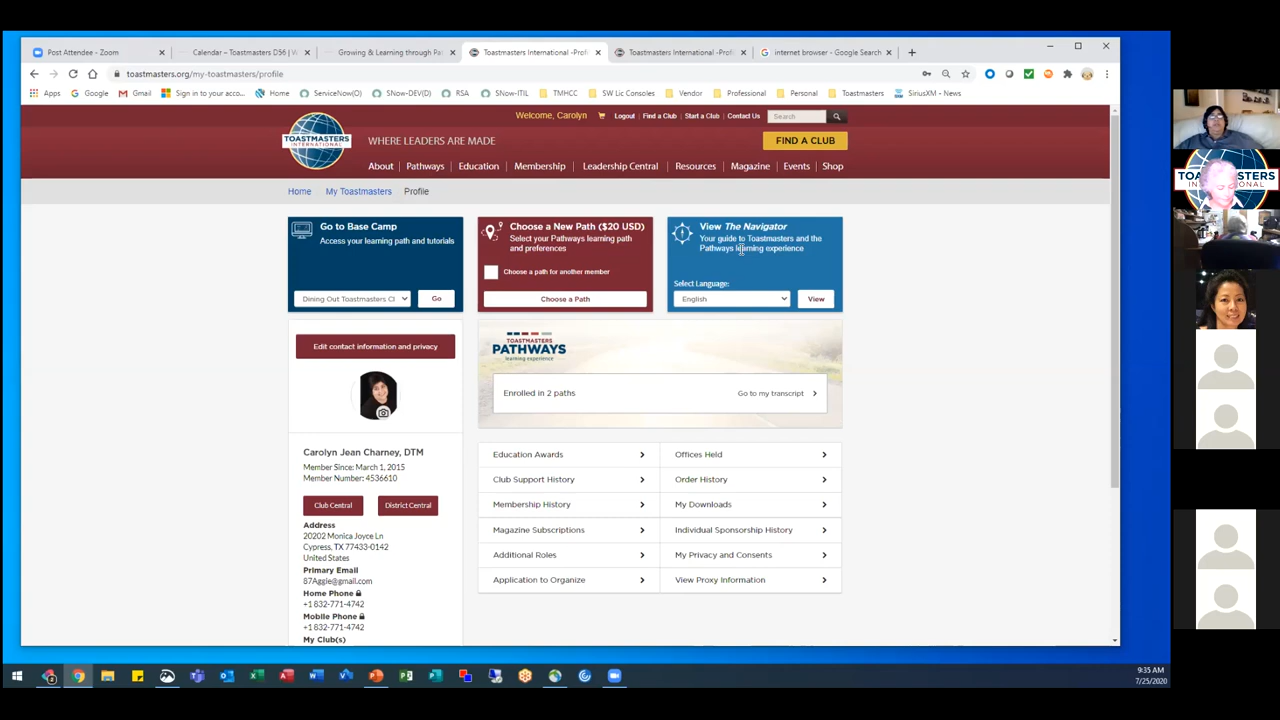 Post Attendee - Zoom
Calendar – Toastmasters D56 | W
Growing & Learning through Pa
Toastmasters International -Prof
Toastmasters International -Prof
internet browser - Google Search
toastmasters.org/my-toastmasters/profile
Apps
Google
Gmail
Sign in to your acco...
Home
ServiceNow(O)
SNow-DEV(D)
RSA
SNow-ITIL
TMHCC
SW Lic Consoles
Vendor
Professional
Personal
Toastmasters
SiriusXM – News
Welcome, Carolyn
Logout
Find a Club
Start a Club
Contact Us
Search
TOASTMASTERS
INTERNATIONAL
WHERE LEADERS ARE MADE
FIND A CLUB
About
Pathways
Education
Membership
Leadership Central
Resources
Magazine
Events
Shop
Home
My Toastmasters
Profile
Go to Base Camp
Access your learning path and tutorials
Dining Out Toastmasters Cl
Go
Choose a New Path ($20 USD)
Select your Pathways learning path
and preferences
Choose a path for another member
Choose a Path
View The Navigator
Your guide to Toastmasters and the
Pathways learning experience
Select Language:
English
View
Edit contact information and privacy
TOASTMASTERS
PATHWAYS
learning experience
Enrolled in 2 paths
Go to my transcript
Carolyn Jean Charney, DTM
Member Since: March 1, 2015
Member Number: 4536610
Club Central
District Central
Address
20202 Monica Joyce Ln
Cypress, TX 77433-0142
United States
Primary Email
87Aggie@gmail.com
Home Phone
+1 832-771-4742
Mobile Phone
+1 832-771-4742
My Club(s)
Education Awards
Offices Held
Club Support History
Order History
Membership History
My Downloads
Magazine Subscriptions
Individual Sponsorship History
Additional Roles
My Privacy and Consents
Application to Organize
View Proxy Information
9:35 AM
7/25/2020